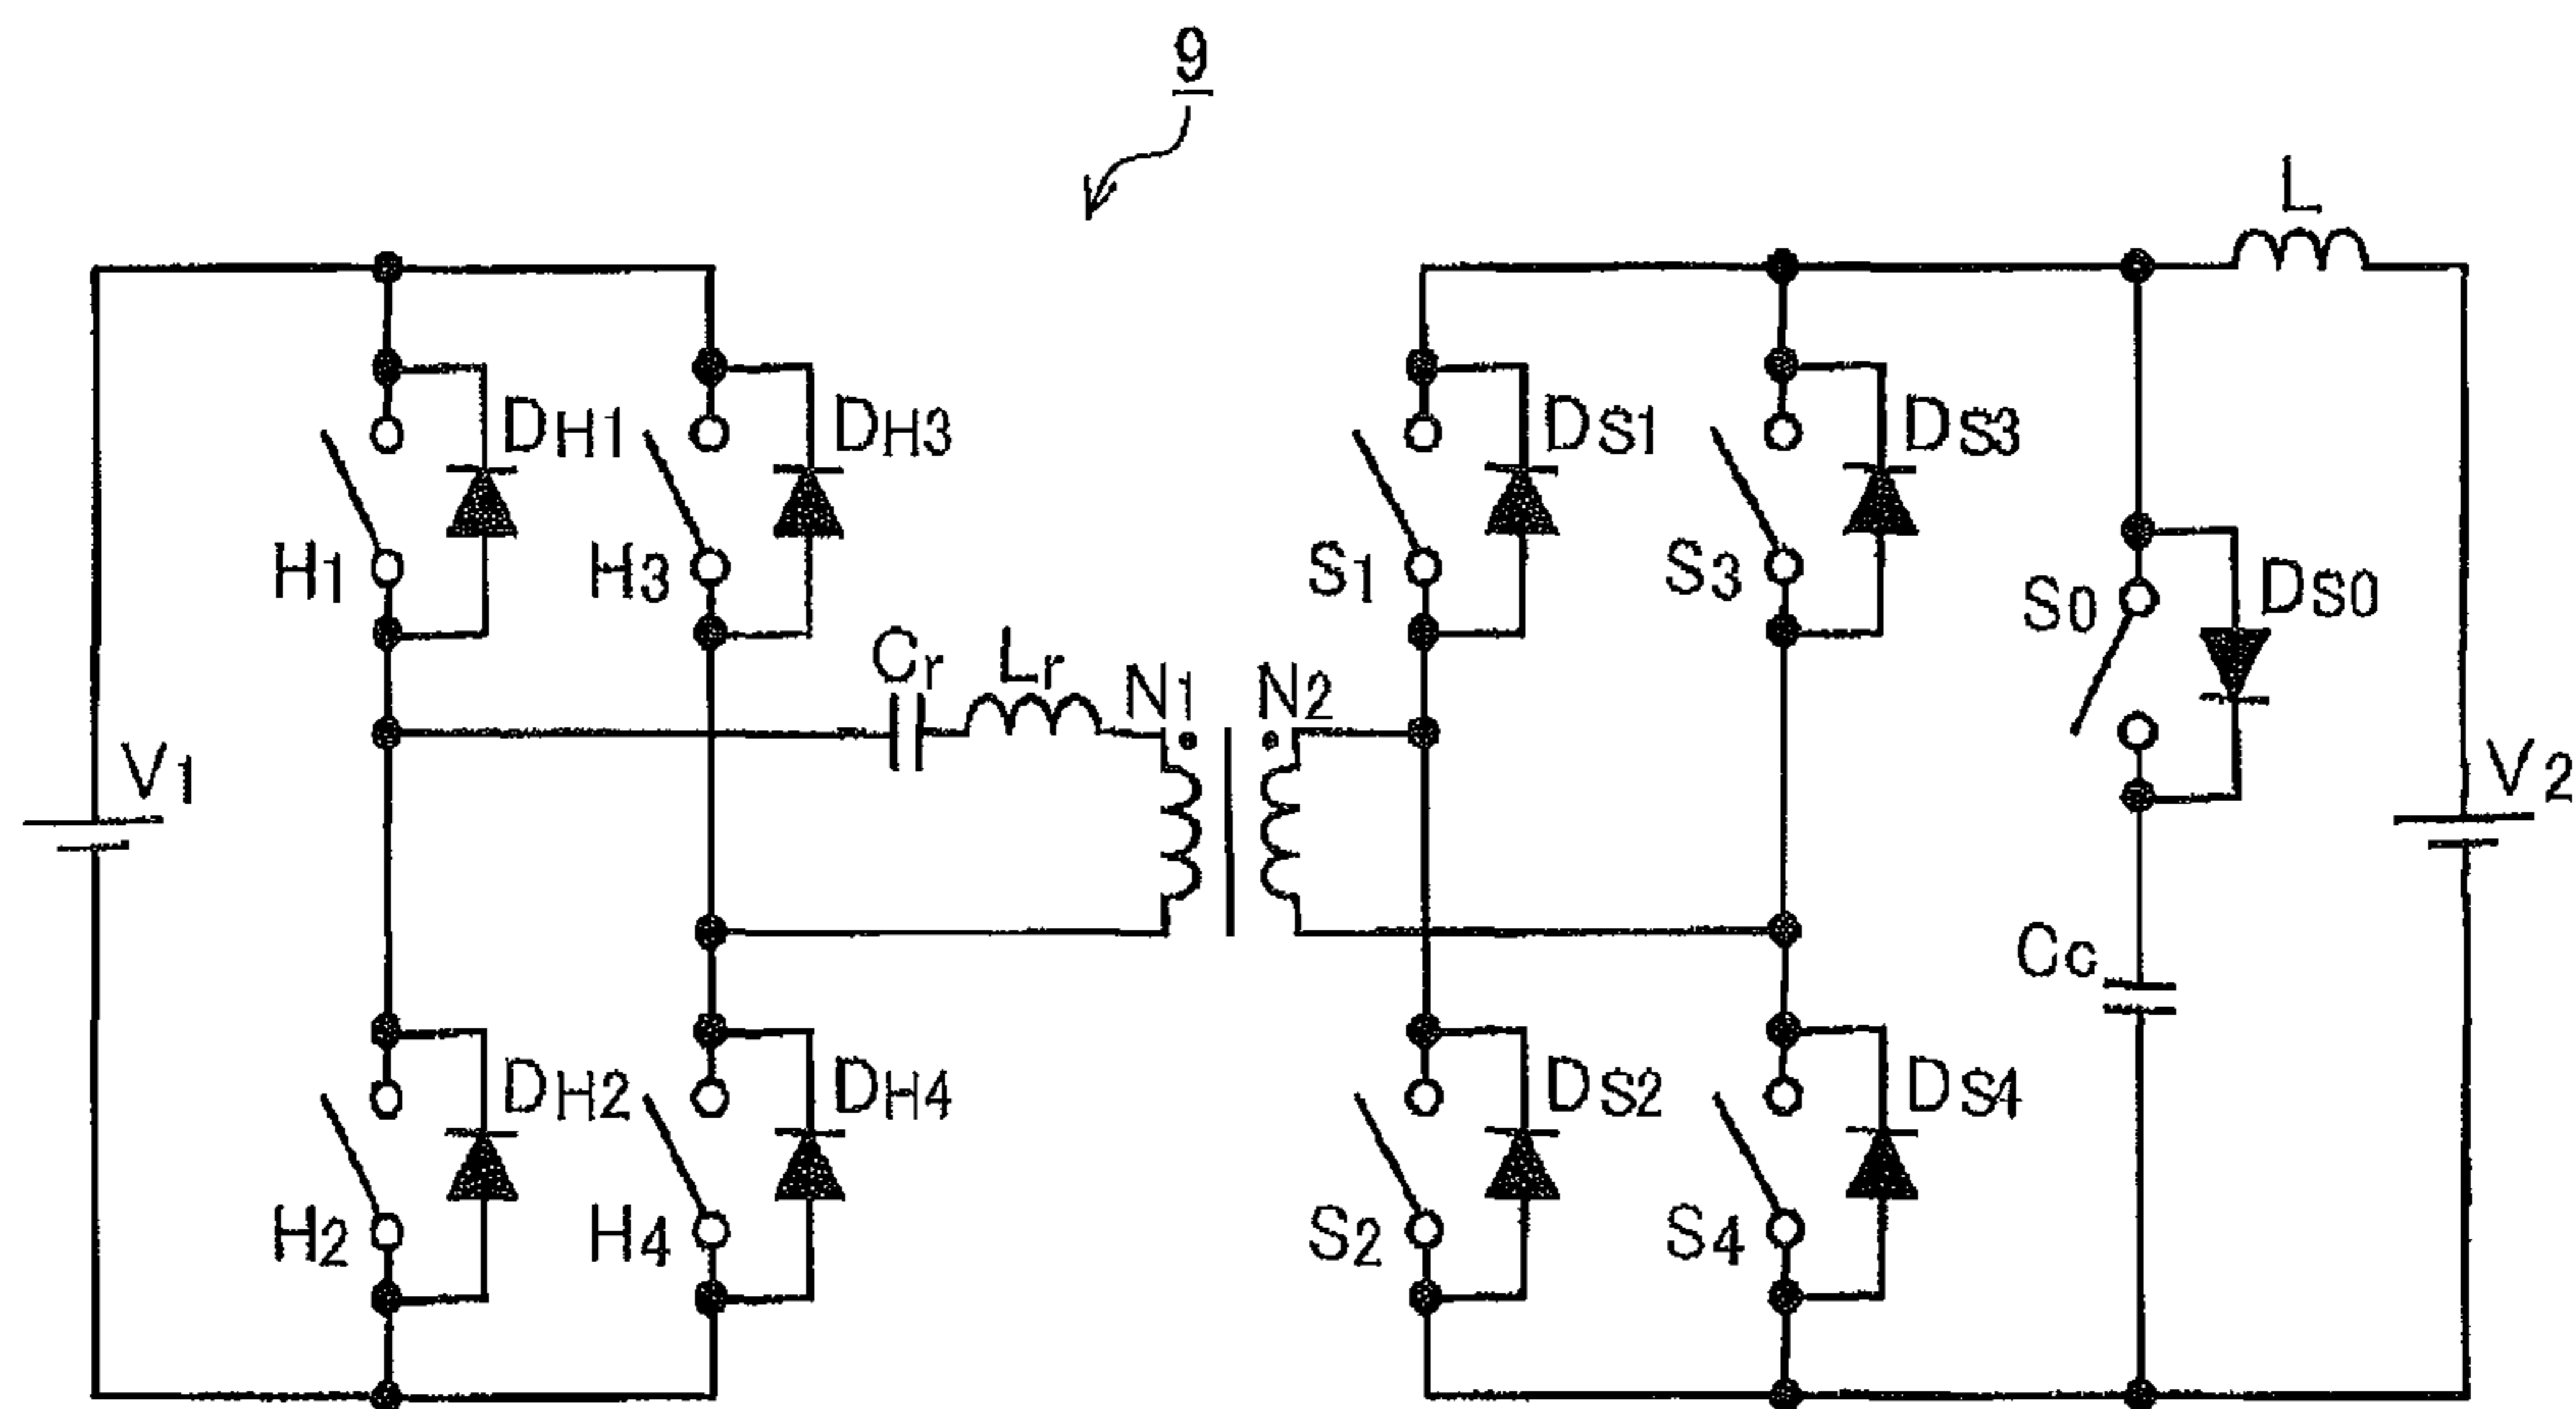 9
L
DH1
DH3
DS1
DS3
H1
H3
S1
S3
S0
DS0
Cr
Lr
N1
N2
V1
V2
Cc
DH2
DH4
DS2
DS4
H2
H4
S2
S4